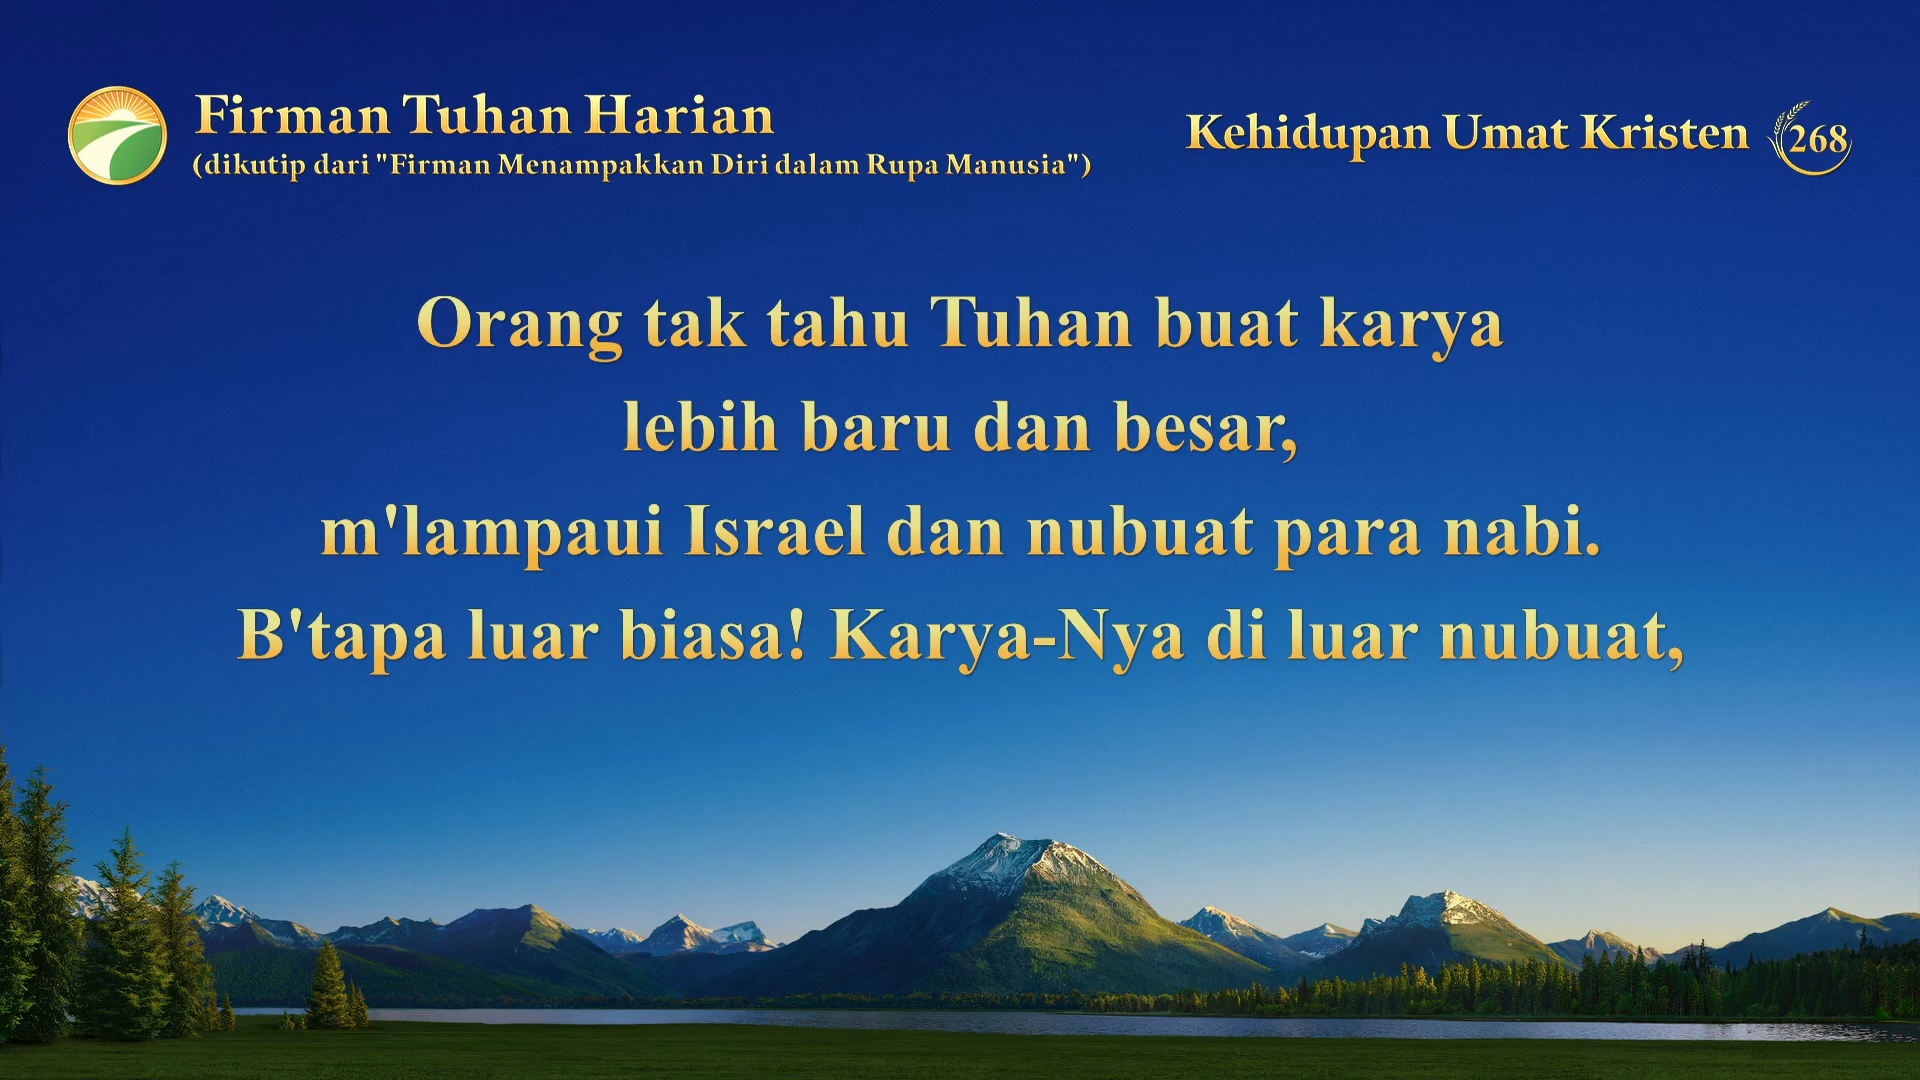 Firman Tuhan Harian
(dikutip dari "Firman Menampakkan Diri dalam Rupa Manusia")
Kehidupan Umat Kristen 268
Orang tak tahu Tuhan buat karya
lebih baru dan besar,
m'lampaui Israel dan nubuat para nabi.
B'tapa luar biasa! Karya-Nya di luar nubuat,